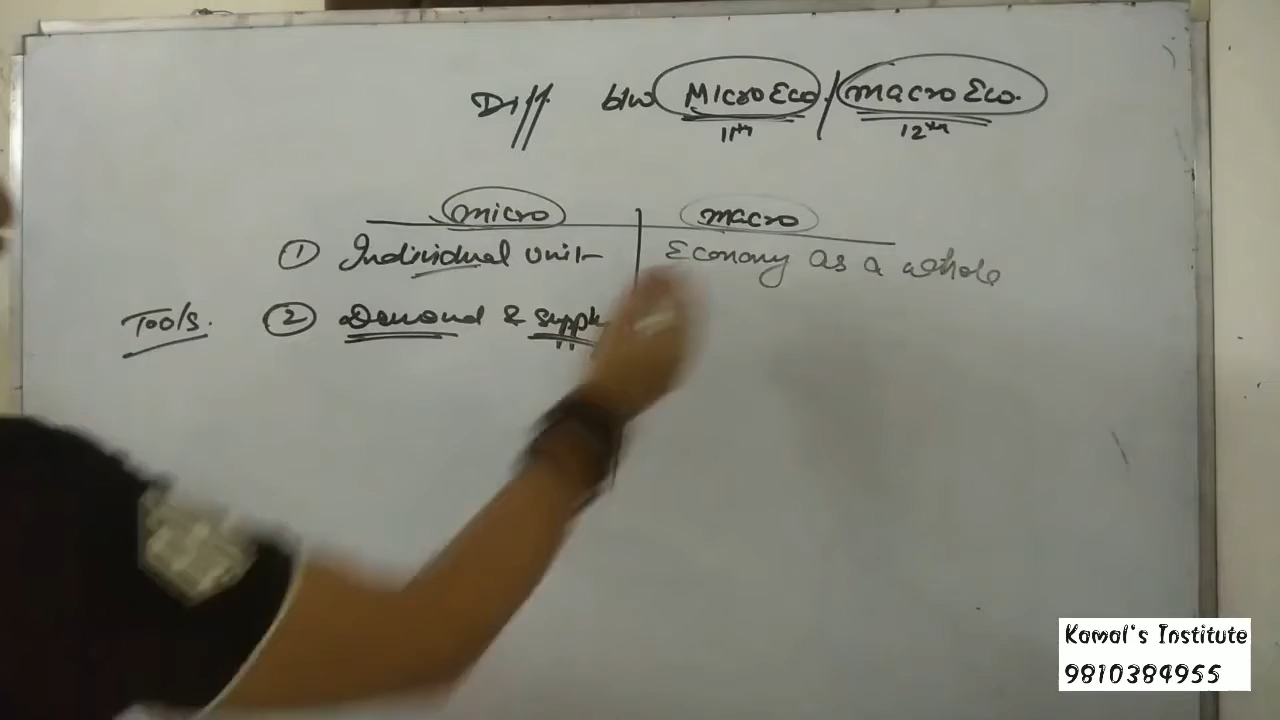 Diff b/w Micro Eco. / macro Eco.
11th 12th
micro macro
① Individual unit Economy as a whole
Tools. ② Demand &
Kamal's Institute
9810384955